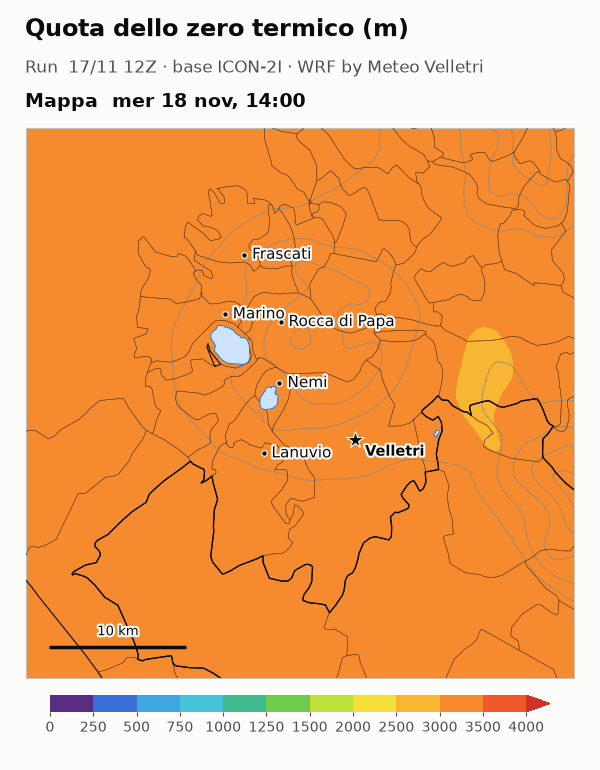 Quota dello zero termico (m)
Run 17/11 12Z · base ICON-2I · WRF by Meteo Velletri
Mappa mer 18 nov, 14:00
Frascati
Marino
Rocca di Papa
Nemi
Velletri
Lanuvio
10 km
0 250 500 750 1000 1250 1500 2000 2500 3000 3500 4000